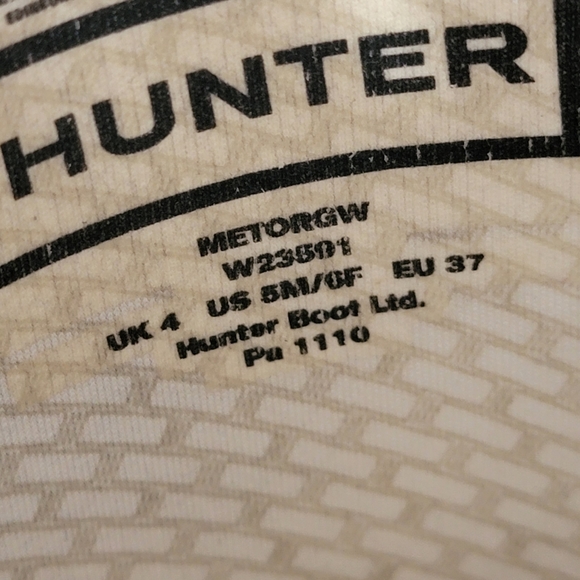 HUNTER
METORGW
W23501
UK 4 US 5M/6F EU 37
Hunter Boot Ltd.
Pu 1110